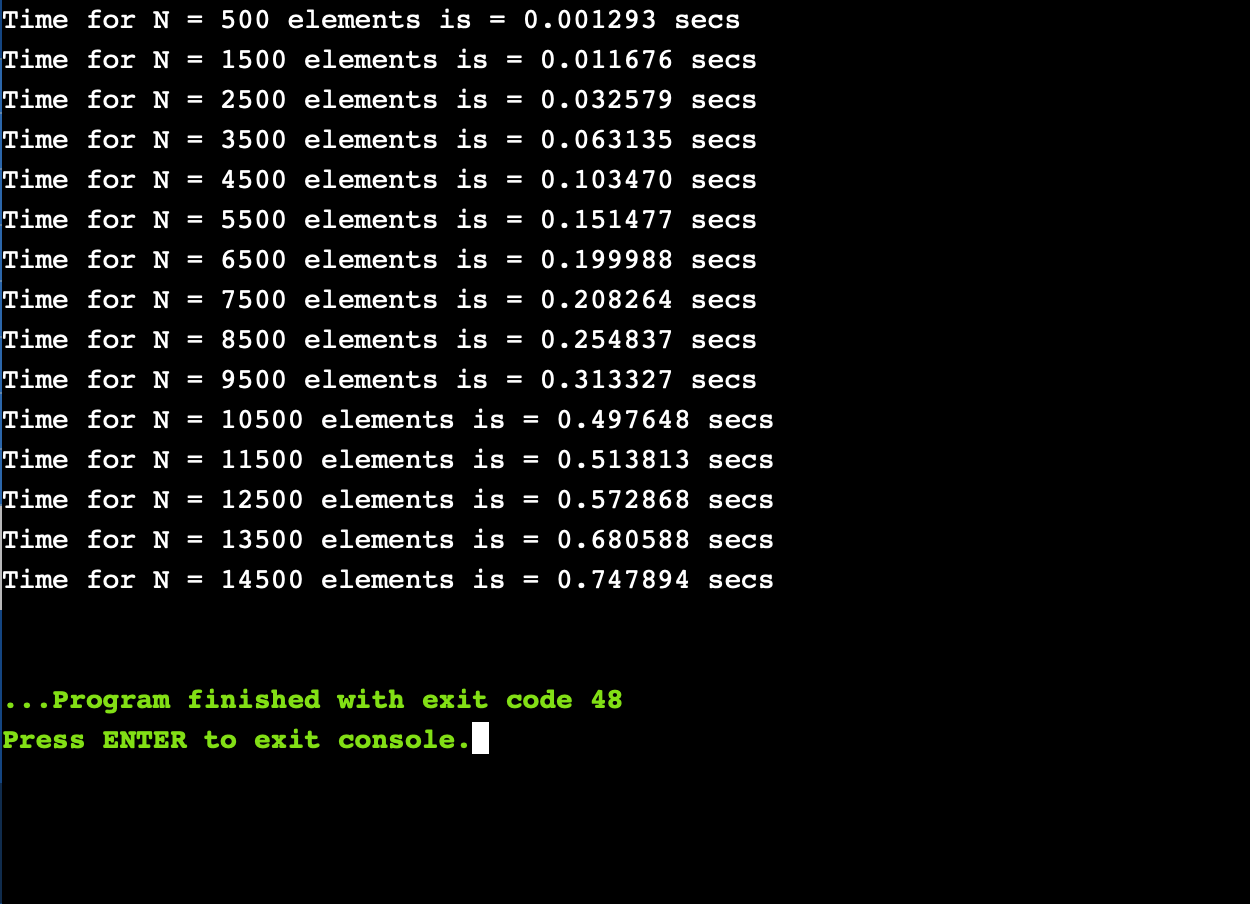 Time for N = 500 elements is = 0.001293 secs
Time for N = 1500 elements is = 0.011676 secs
Time for N = 2500 elements is = 0.032579 secs
Time for N = 3500 elements is = 0.063135 secs
Time for N = 4500 elements is = 0.103470 secs
Time for N = 5500 elements is = 0.151477 secs
Time for N = 6500 elements is = 0.199988 secs
Time for N = 7500 elements is = 0.208264 secs
Time for N = 8500 elements is = 0.254837 secs
Time for N = 9500 elements is = 0.313327 secs
Time for N = 10500 elements is = 0.497648 secs
Time for N = 11500 elements is = 0.513813 secs
Time for N = 12500 elements is = 0.572868 secs
Time for N = 13500 elements is = 0.680588 secs
Time for N = 14500 elements is = 0.747894 secs
...Program finished with exit code 48
Press ENTER to exit console.